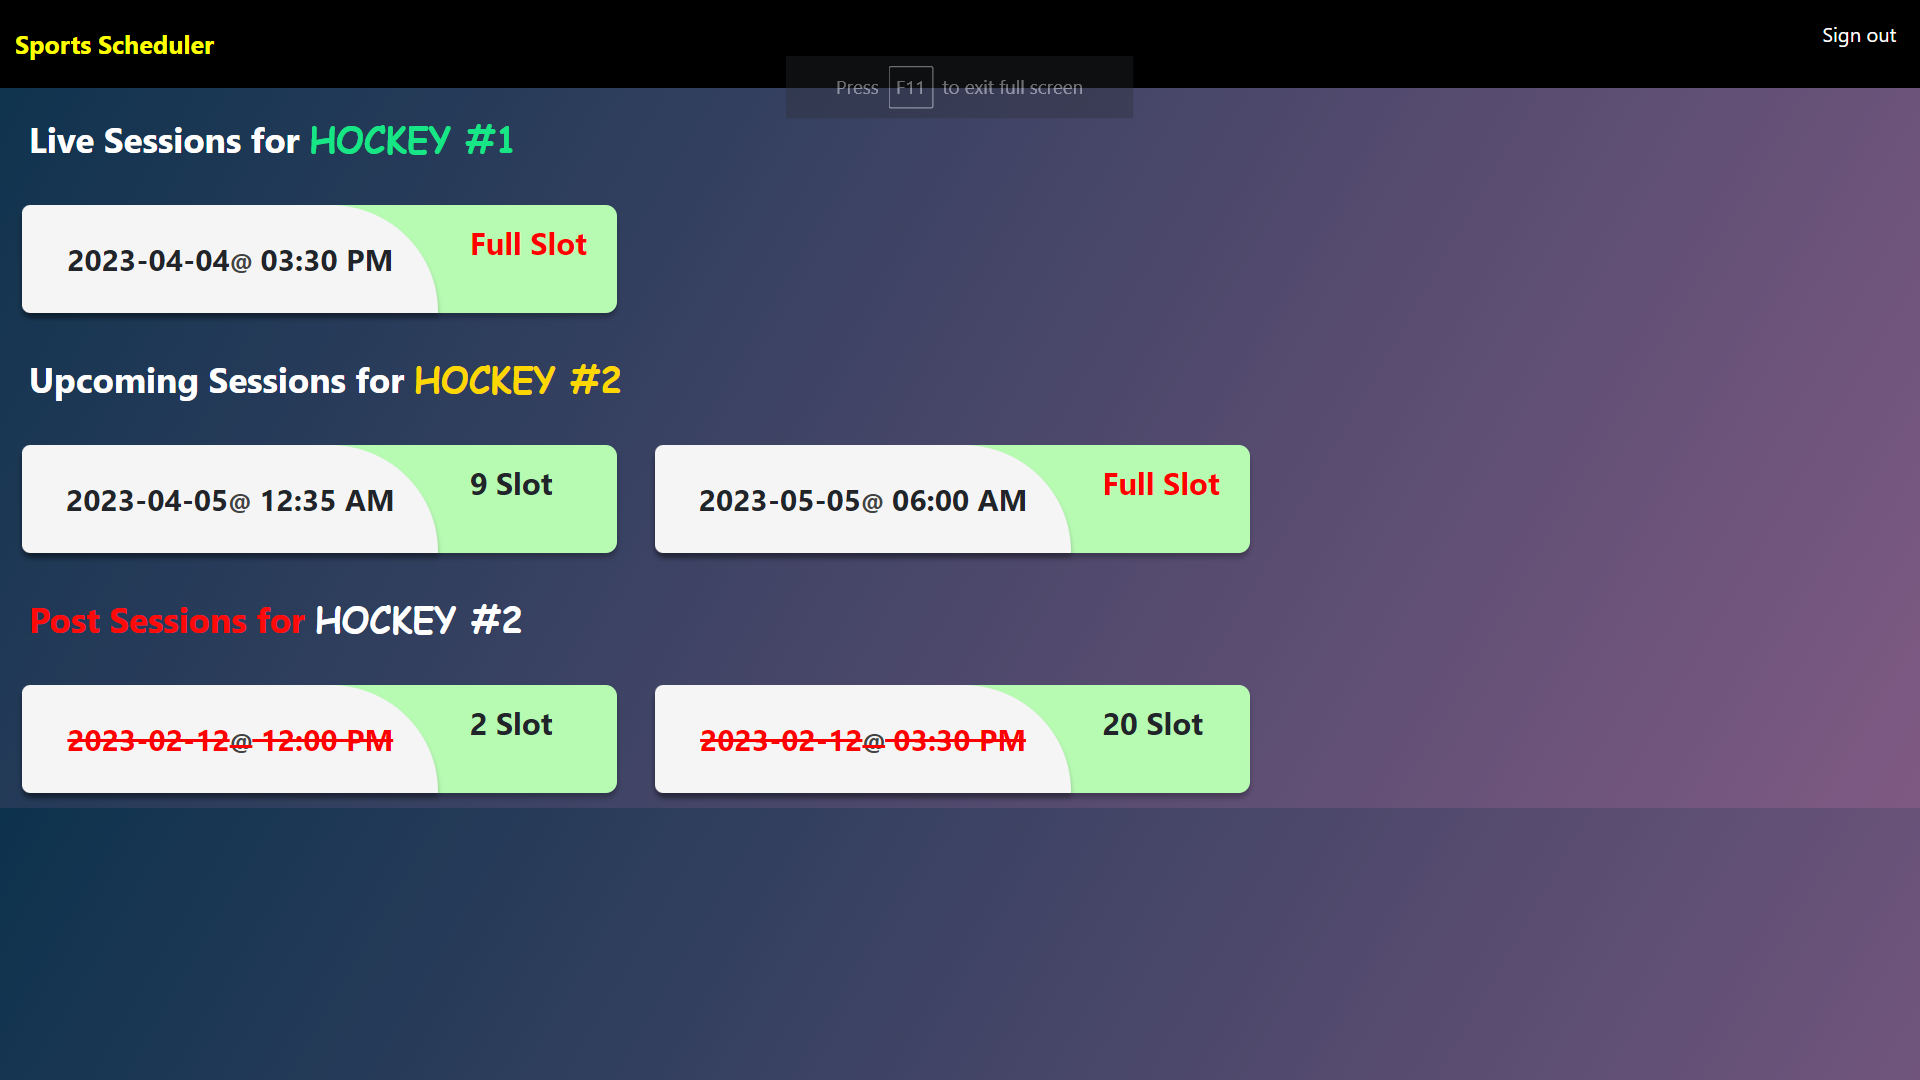 Sports Scheduler
Sign out
Press F11 to exit full screen
Live Sessions for HOCKEY #1
2023-04-04@ 03:30 PM
Full Slot
Upcoming Sessions for HOCKEY #2
2023-04-05@ 12:35 AM
9 Slot
2023-05-05@ 06:00 AM
Full Slot
Post Sessions for HOCKEY #2
2023-02-12@ 12:00 PM
2 Slot
2023-02-12@ 03:30 PM
20 Slot